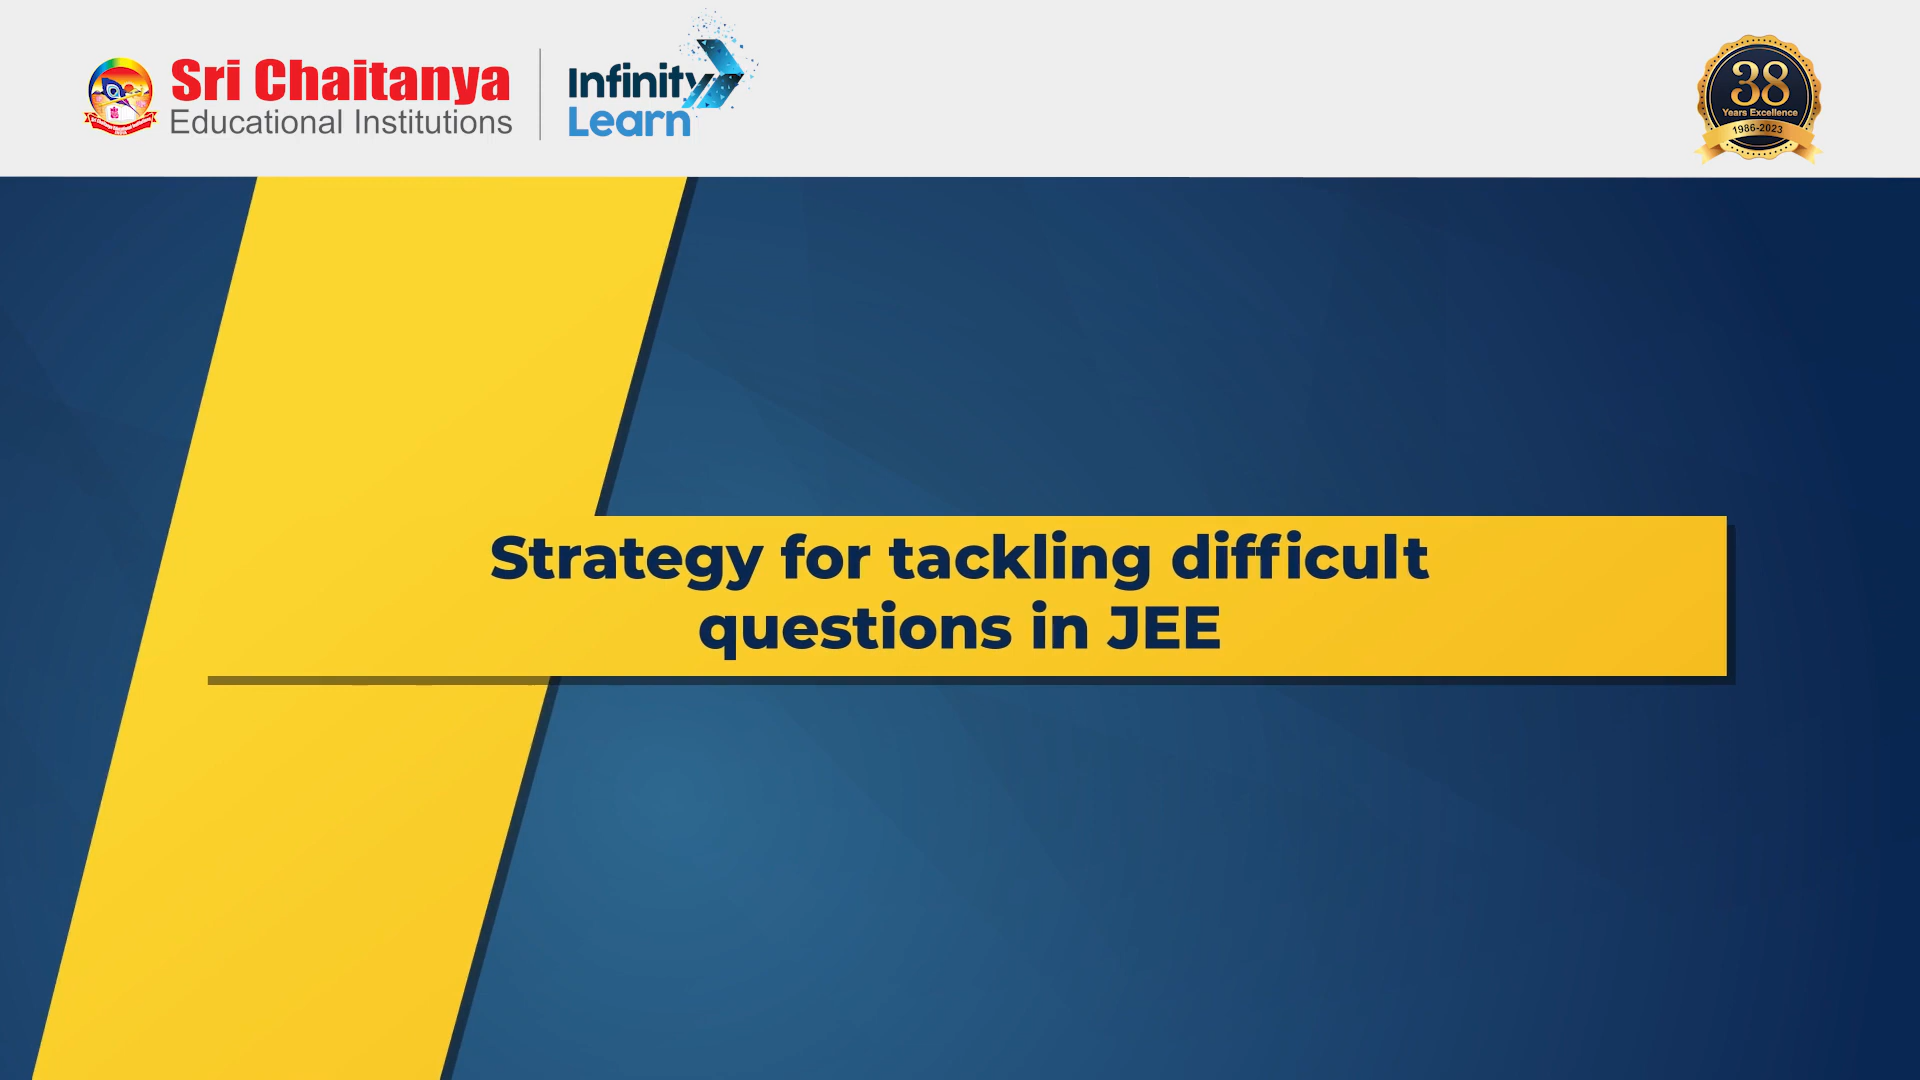 Sri Chaitanya
Educational Institutions
Infinity
Learn
38
Years Excellence
1986-2023
Strategy for tackling difficult
questions in JEE